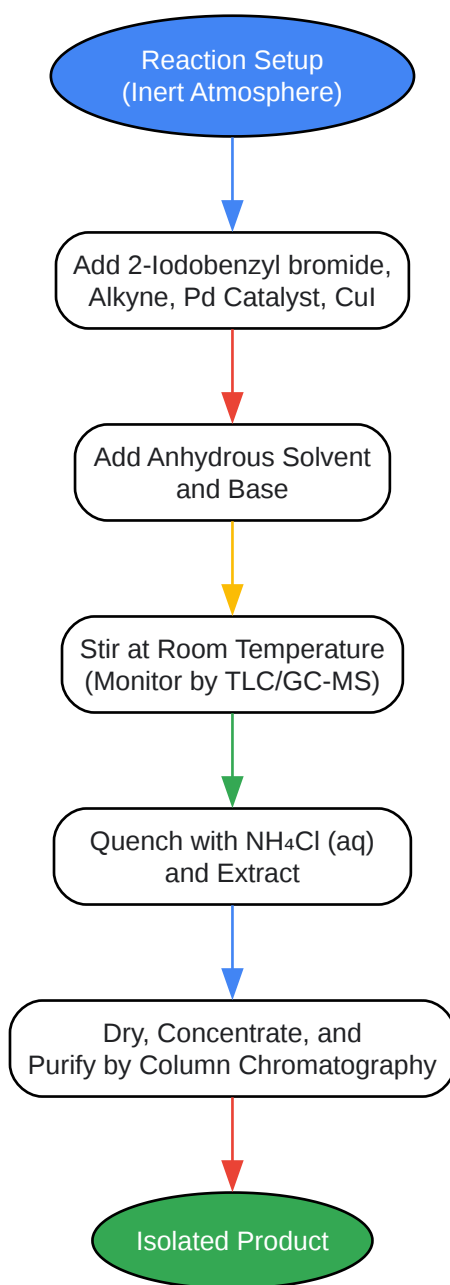 Reaction Setup
(Inert Atmosphere)
Add 2-Iodobenzyl bromide,
Alkyne, Pd Catalyst, CuI
Add Anhydrous Solvent
and Base
Stir at Room Temperature
(Monitor by TLC/GC-MS)
Quench with NH₄Cl (aq)
and Extract
Dry, Concentrate, and
Purify by Column Chromatography
Isolated Product